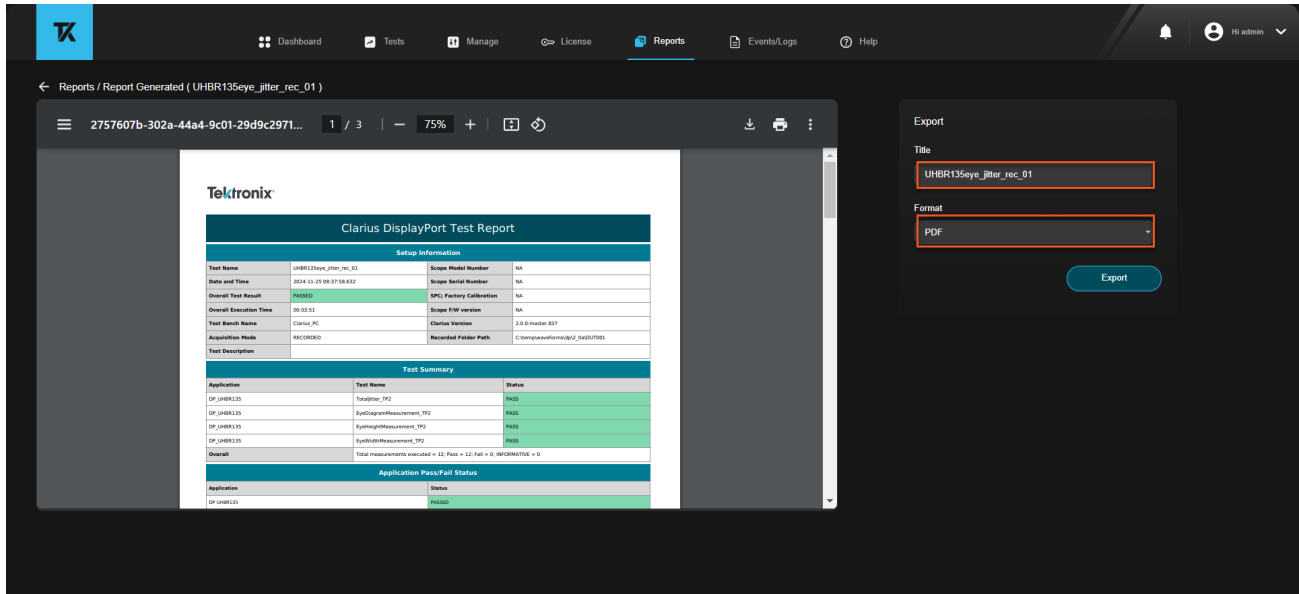 TK
Dashboard Tests Manage License Reports Events/Logs Help Hi admin
Reports / Report Generated ( UHBR135eye_jitter_rec_01 )
2757607b-302a-44a4-9c01-29d9c2971... 1 / 3 75%
Tektronix
Clarius DisplayPort Test Report
Setup Information
Test Name UHBR135eye_jitter_rec_01 Scope Model Number NA
Date and Time 2024-11-25 08:37:58.632 Scope Serial Number NA
Overall Test Result PASSED SPC; Factory Calibration NA
Overall Execution Time 00:03:51 Scope F/W version NA
Test Bench Name Clarius_PC Clarius Version 2.0.0-master.837
Acquisition Mode RECORDED Recorded Folder Path C:\temp\waveforms\dp\2_0a\DUT001
Test Description
Test Summary
Application Test Name Status
DP_UHBR135 TotalJitter_TP2 PASS
DP_UHBR135 EyeDiagramMeasurement_TP2 PASS
DP_UHBR135 EyeHeightMeasurement_TP2 PASS
DP_UHBR135 EyeWidthMeasurement_TP2 PASS
Overall Total measurements executed = 12; Pass = 12; Fail = 0; INFORMATIVE = 0
Application Pass/Fail Status
Application Status
DP UHBR135 PASSED
Export
Title
UHBR135eye_jitter_rec_01
Format
PDF
Export